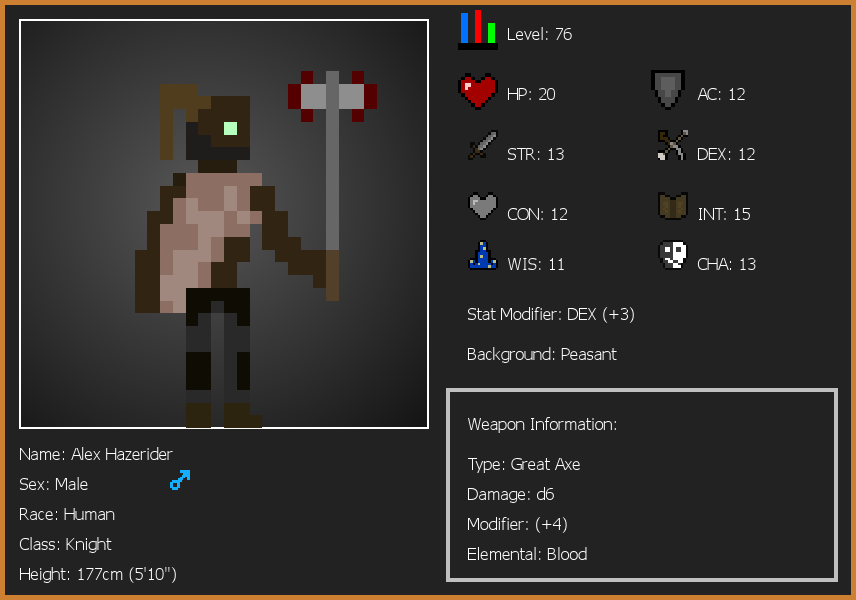 Level: 76
HP: 20
AC: 12
STR: 13
DEX: 12
CON: 12
INT: 15
WIS: 11
CHA: 13
Stat Modifier: DEX (+3)
Background: Peasant
Weapon Information:
Type: Great Axe
Damage: d6
Modifier: (+4)
Elemental: Blood
Name: Alex Hazerider
Sex: Male
Race: Human
Class: Knight
Height: 177cm (5'10")